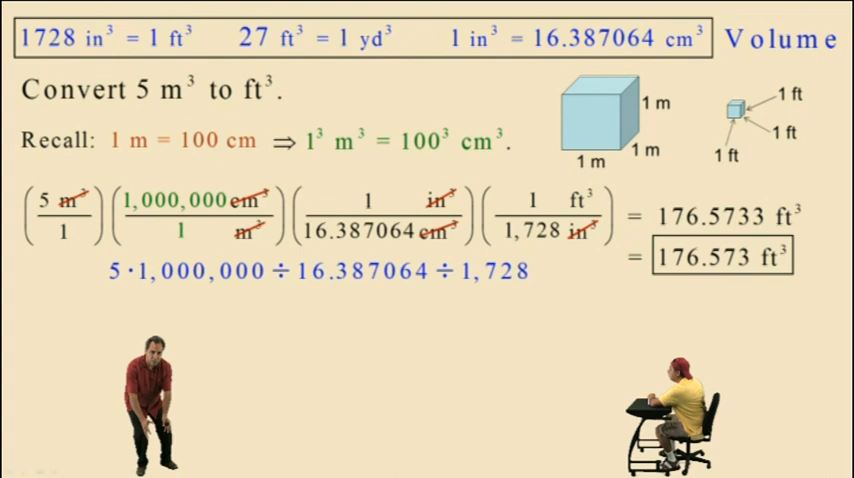 1728 in³ = 1 ft³ 27 ft³ = 1 yd³ 1 in³ = 16.387064 cm³ Volume
Convert 5 m³ to ft³.
1 m
1 m
1 m
1 ft
1 ft
1 ft
Recall: 1 m = 100 cm ⇒ 1³ m³ = 100³ cm³.
(5 m³ / 1) (1,000,000 cm³ / 1 m³) (1 in³ / 16.387064 cm³) (1 ft³ / 1,728 in³) = 176.5733 ft³
= 176.573 ft³
5·1,000,000 ÷ 16.387064 ÷ 1,728